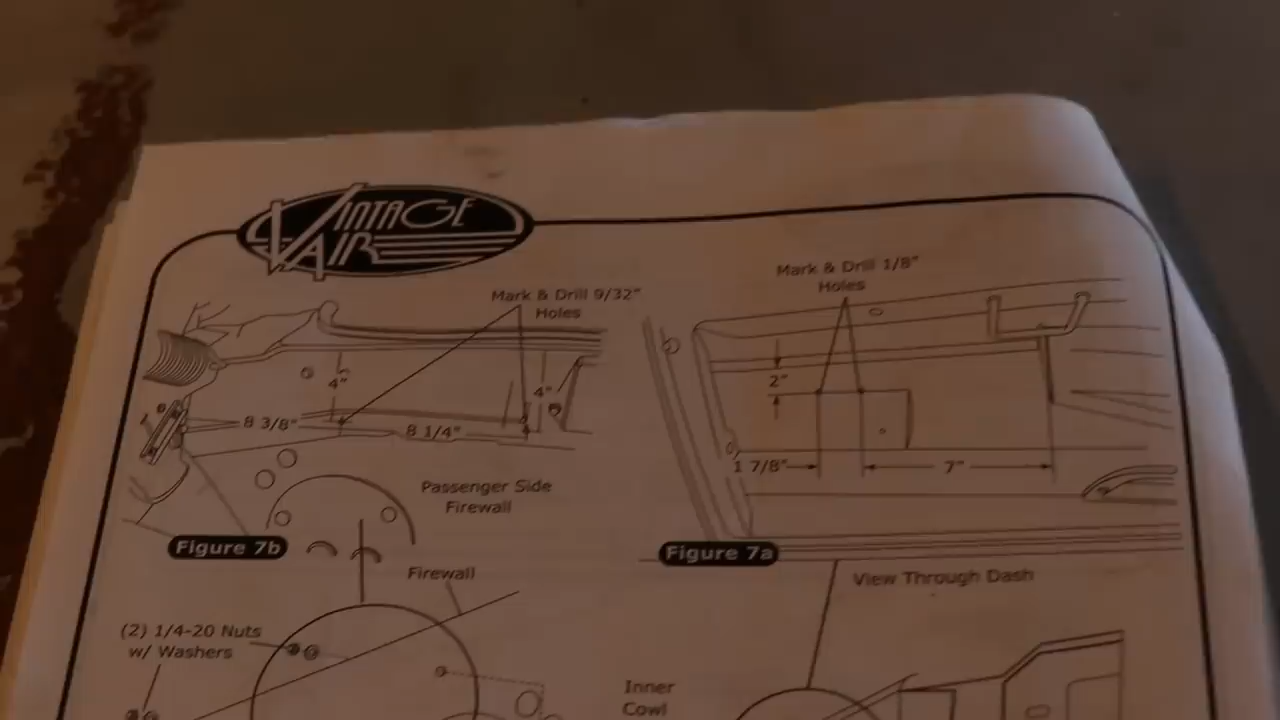 VINTAGE
AIR
Mark & Drill 9/32"
Holes
4"
4"
8 3/8"
8 1/4"
Passenger Side
Firewall
Figure 7b
Mark & Drill 1/8"
Holes
2"
1 7/8"
7"
Figure 7a
View Through Dash
Firewall
(2) 1/4-20 Nuts
w/ Washers
Inner
Cowl